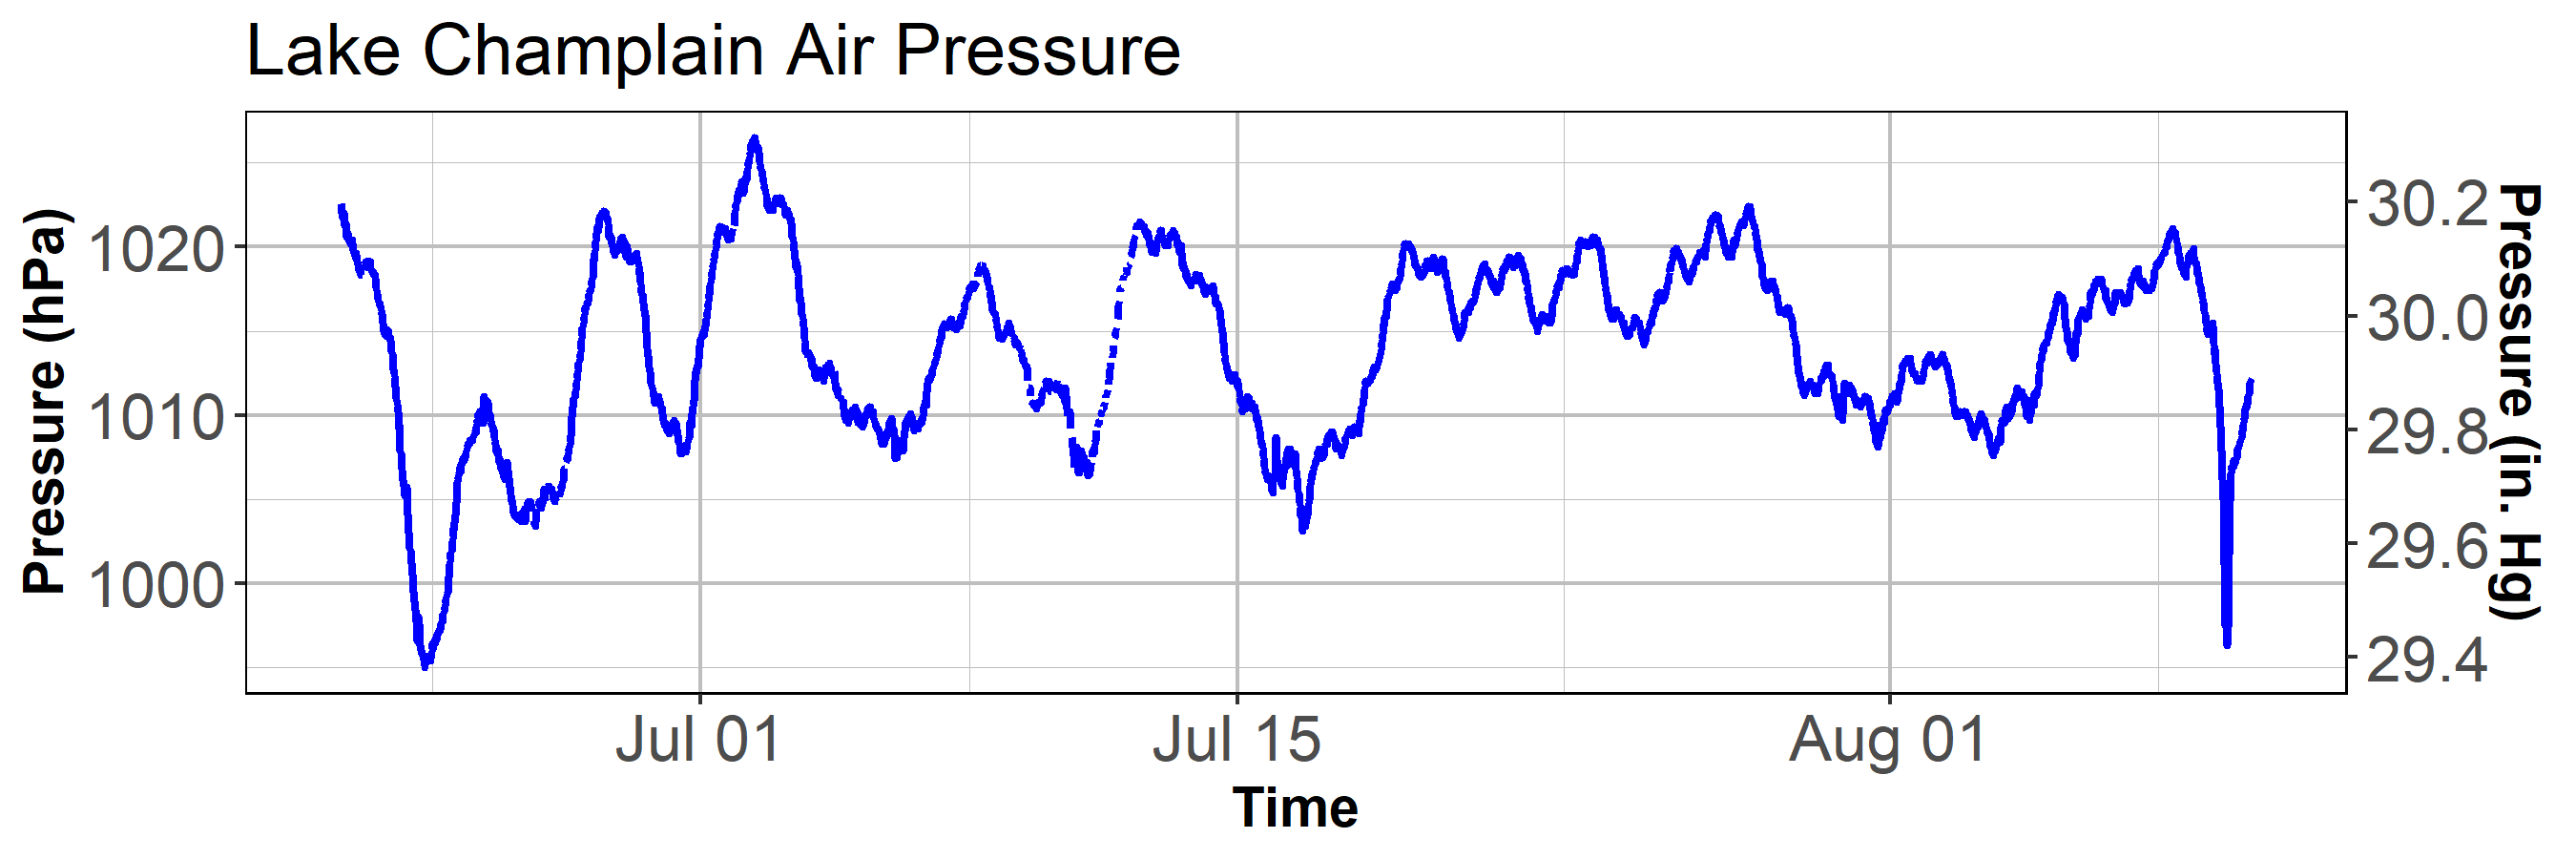 Lake Champlain Air Pressure
Pressure (hPa)
1020
1010
1000
30.2
30.0
29.8
29.6
29.4
Pressure (in. Hg)
Jul 01
Jul 15
Aug 01
Time